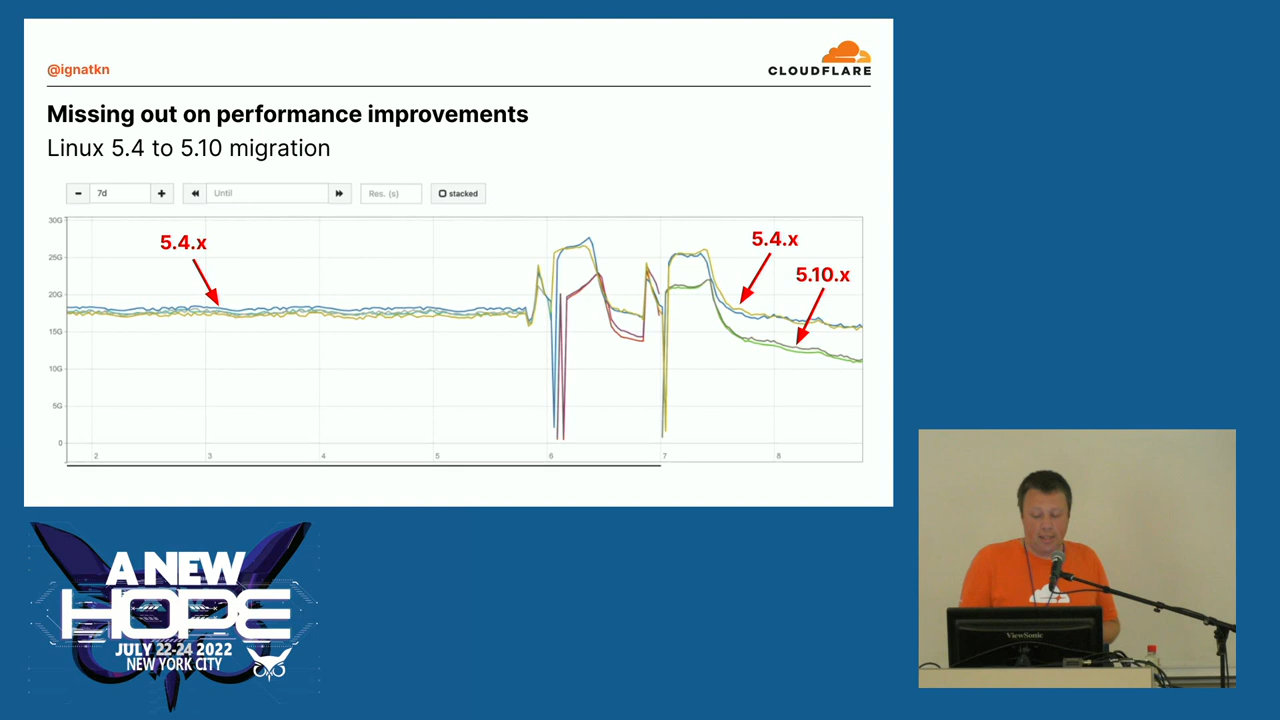 @ignatkn
CLOUDFLARE
Missing out on performance improvements
Linux 5.4 to 5.10 migration
7d
Until
Res. (s)
stacked
30G
25G
20G
15G
10G
5G
0
2
3
4
5
6
7
8
5.4.x
5.4.x
5.10.x
A NEW
HOPE
JULY 22-24 2022
NEW YORK CITY
ViewSonic